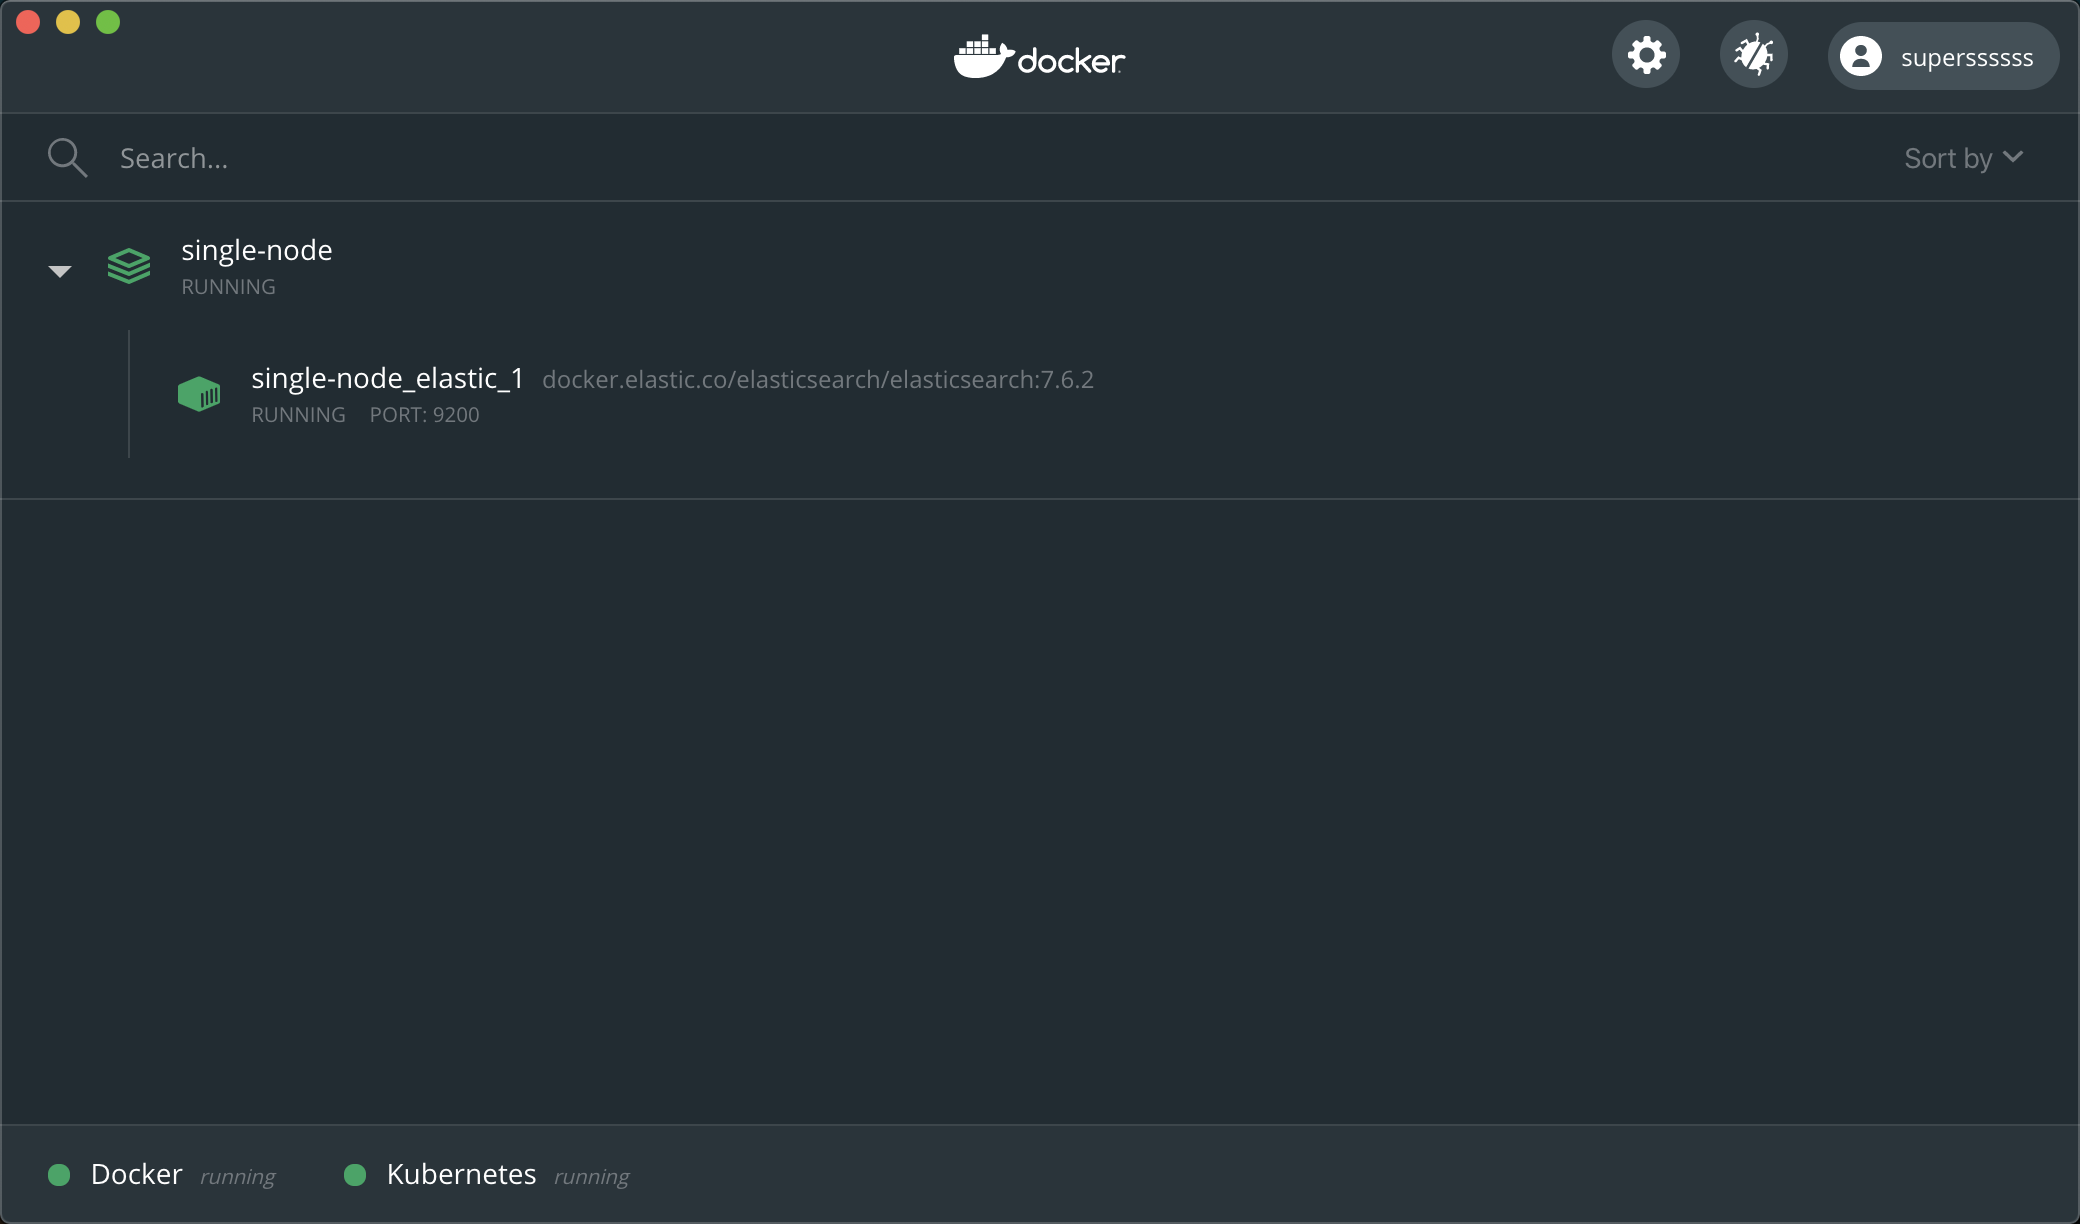 docker
superssssss
Search...
Sort by
single-node
RUNNING
single-node_elastic_1 docker.elastic.co/elasticsearch/elasticsearch:7.6.2
RUNNING PORT: 9200
Docker running Kubernetes running